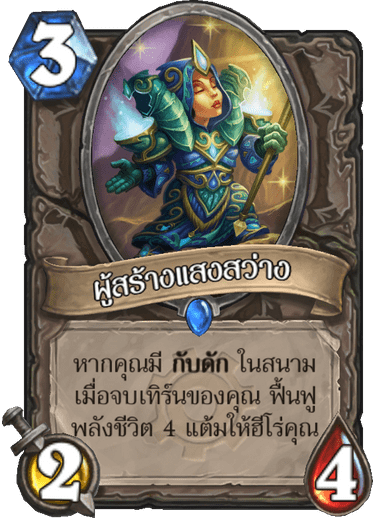 3
ผู้สร้างแสงสว่าง
หากคุณมี กับดัก ในสนาม
เมื่อจบเทิร์นของคุณ ฟื้นฟู
พลังชีวิต 4 แต้มให้ฮีโร่คุณ
2
4